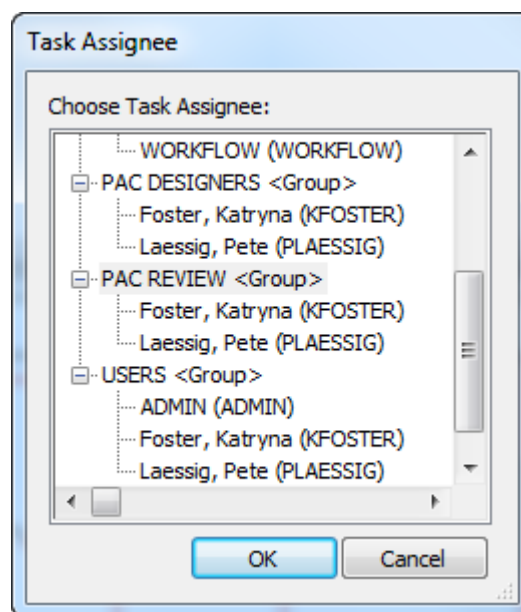 Task Assignee
Choose Task Assignee:
WORKFLOW (WORKFLOW)
PAC DESIGNERS <Group>
Foster, Katryna (KFOSTER)
Laessig, Pete (PLAESSIG)
PAC REVIEW <Group>
Foster, Katryna (KFOSTER)
Laessig, Pete (PLAESSIG)
USERS <Group>
ADMIN (ADMIN)
Foster, Katryna (KFOSTER)
Laessig, Pete (PLAESSIG)
OK Cancel